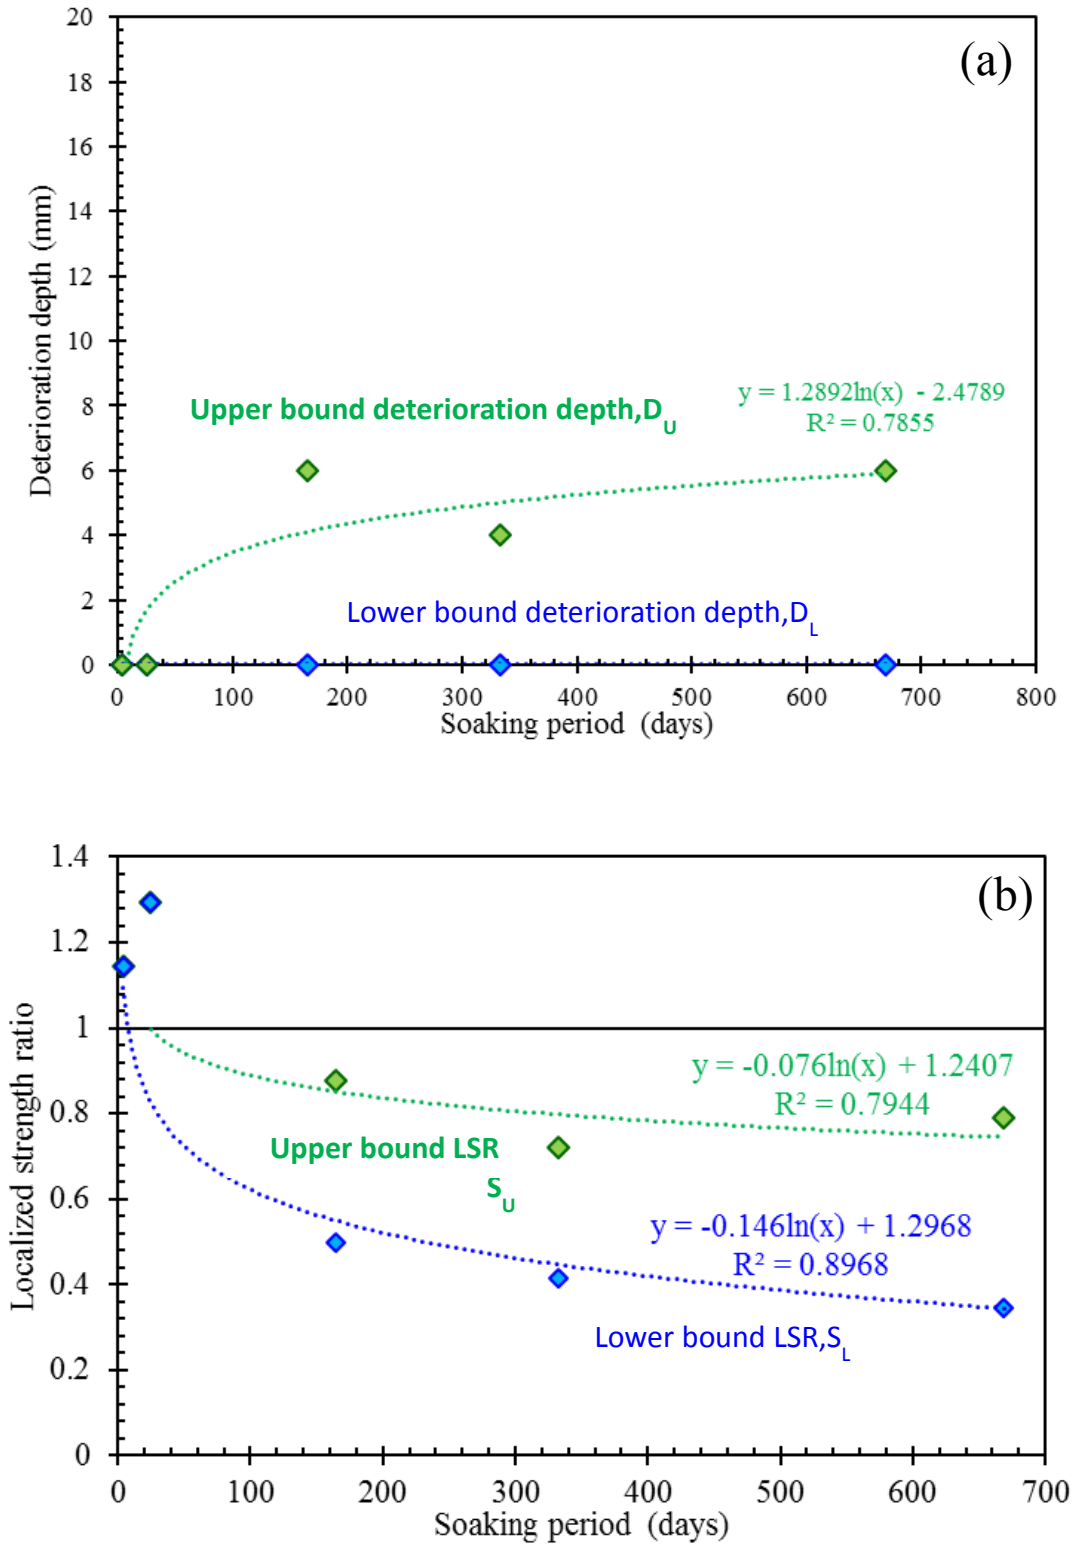 (a)
Deterioration depth (mm)
20
18
16
14
12
10
8
6
4
2
0
y = 1.2892ln(x) - 2.4789
R² = 0.7855
Upper bound deterioration depth,D_U
Lower bound deterioration depth,D_L
0 100 200 300 400 500 600 700 800
Soaking period (days)
(b)
Localized strength ratio
1.4
1.2
1
0.8
0.6
0.4
0.2
0
y = -0.076ln(x) + 1.2407
R² = 0.7944
Upper bound LSR
S_U
y = -0.146ln(x) + 1.2968
R² = 0.8968
Lower bound LSR,S_L
0 100 200 300 400 500 600 700
Soaking period (days)